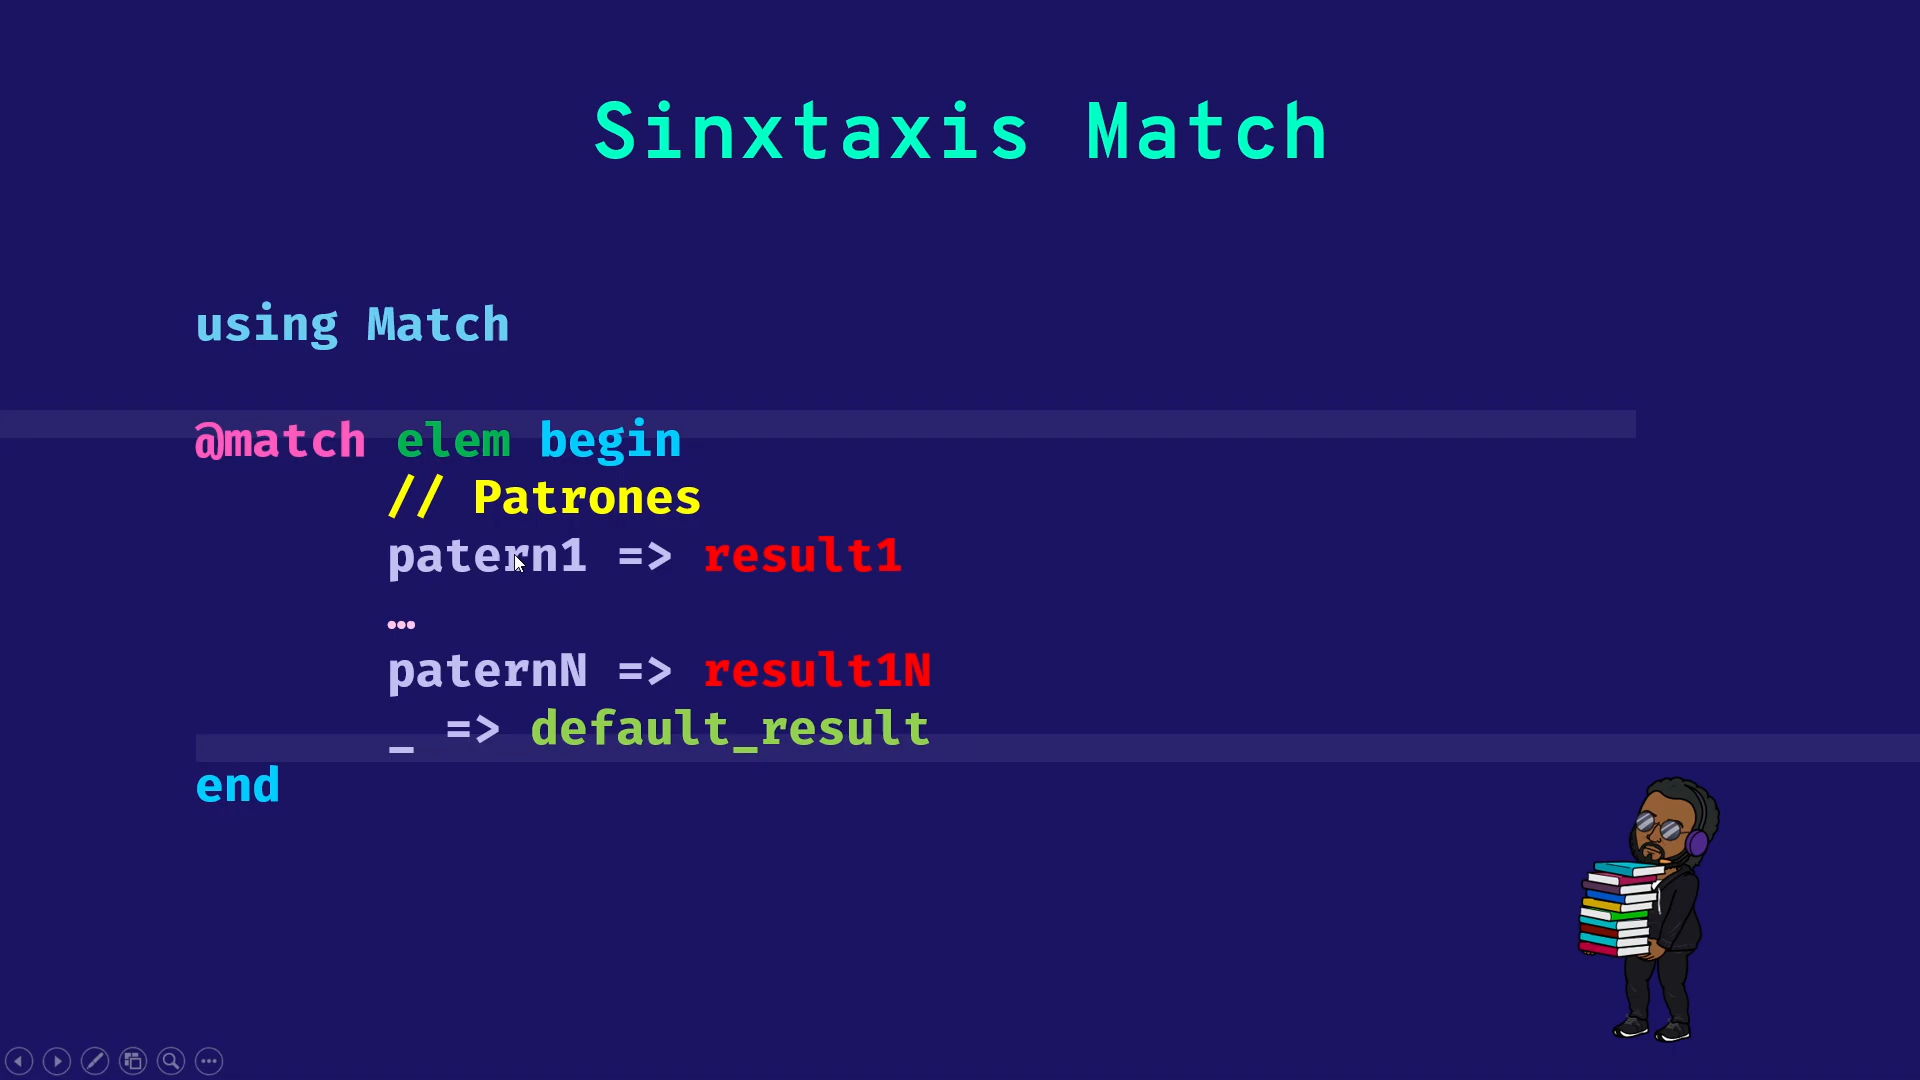 Sinxtaxis Match
using Match
@match elem begin
// Patrones
patern1 => result1
…
paternN => result1N
_ => default_result
end